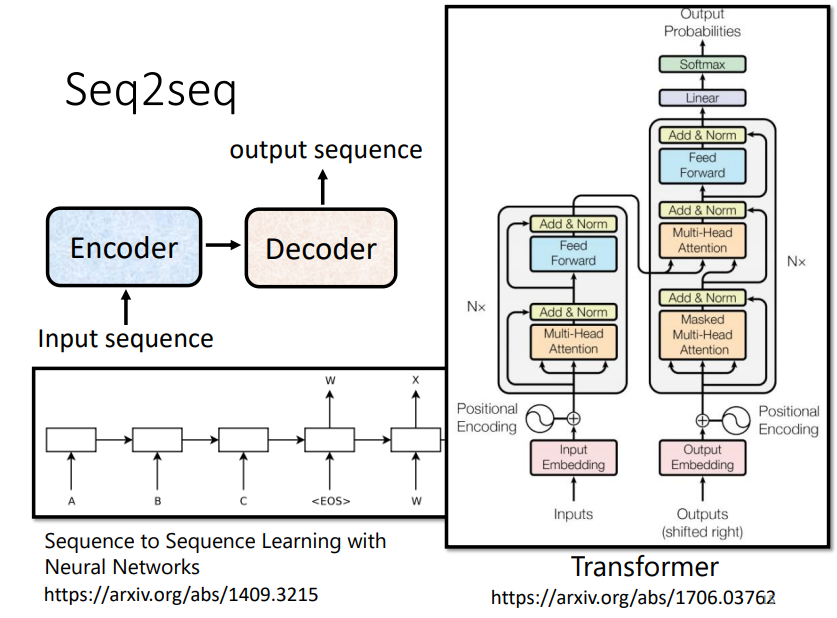 Seq2seq
output sequence
Encoder
Decoder
Input sequence
W
X
A
B
C
<EOS>
W
Sequence to Sequence Learning with
Neural Networks
https://arxiv.org/abs/1409.3215
Output
Probabilities
Softmax
Linear
Add & Norm
Feed
Forward
Add & Norm
Multi-Head
Attention
Add & Norm
Masked
Multi-Head
Attention
Nx
Add & Norm
Feed
Forward
Add & Norm
Multi-Head
Attention
Nx
Positional
Encoding
Positional
Encoding
Input
Embedding
Output
Embedding
Inputs
Outputs
(shifted right)
Transformer
https://arxiv.org/abs/1706.03762